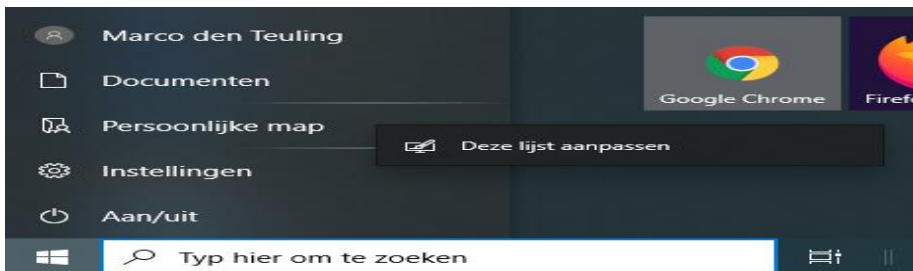 Marco den Teuling
Documenten
Google Chrome
Persoonlijke map
Deze lijst aanpassen
Instellingen
Aan/uit
Typ hier om te zoeken